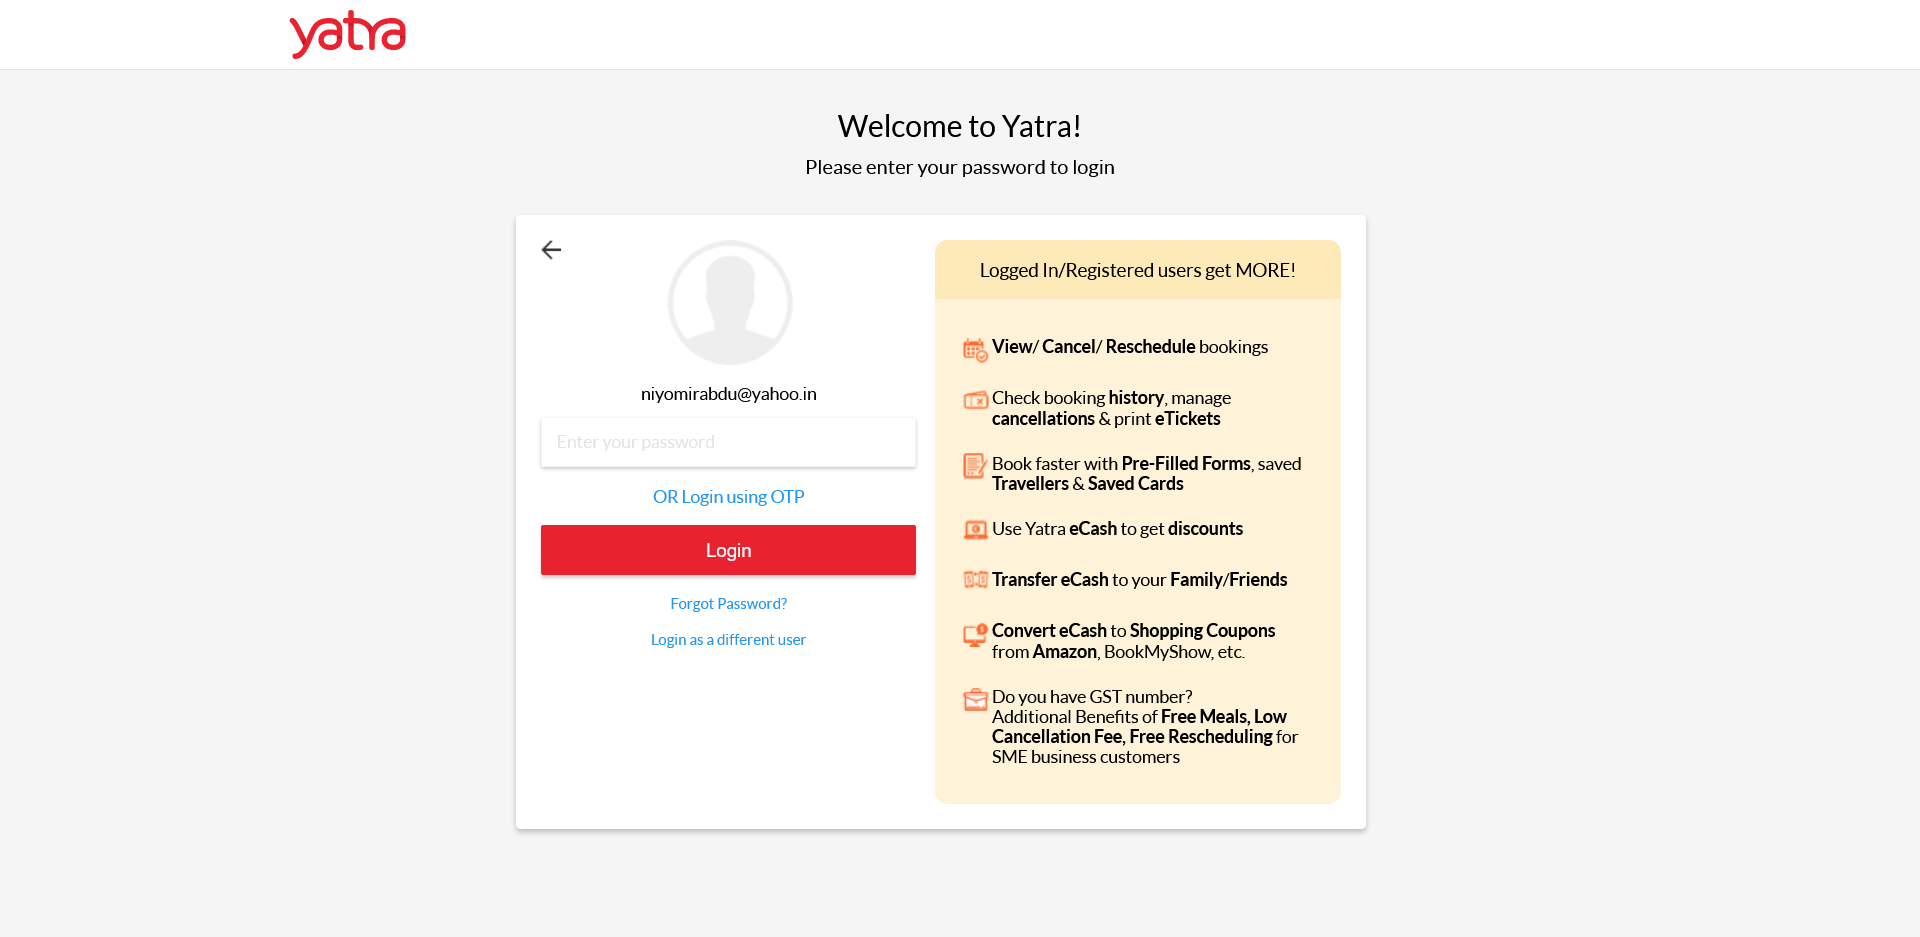 yatra
Welcome to Yatra!
Please enter your password to login
niyomirabdu@yahoo.in
Enter your password
OR Login using OTP
Login
Forgot Password?
Login as a different user
Logged In/Registered users get MORE!
View/ Cancel/ Reschedule bookings
Check booking history, manage
cancellations & print eTickets
Book faster with Pre-Filled Forms, saved
Travellers & Saved Cards
Use Yatra eCash to get discounts
Transfer eCash to your Family/Friends
Convert eCash to Shopping Coupons
from Amazon, BookMyShow, etc.
Do you have GST number?
Additional Benefits of Free Meals, Low
Cancellation Fee, Free Rescheduling for
SME business customers